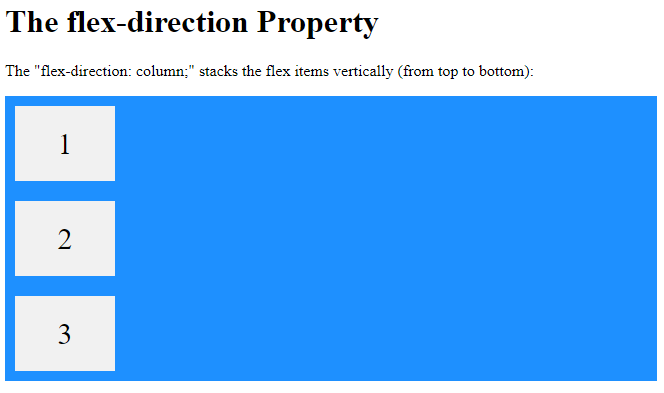 The flex-direction Property
The "flex-direction: column;" stacks the flex items vertically (from top to bottom):
1
2
3